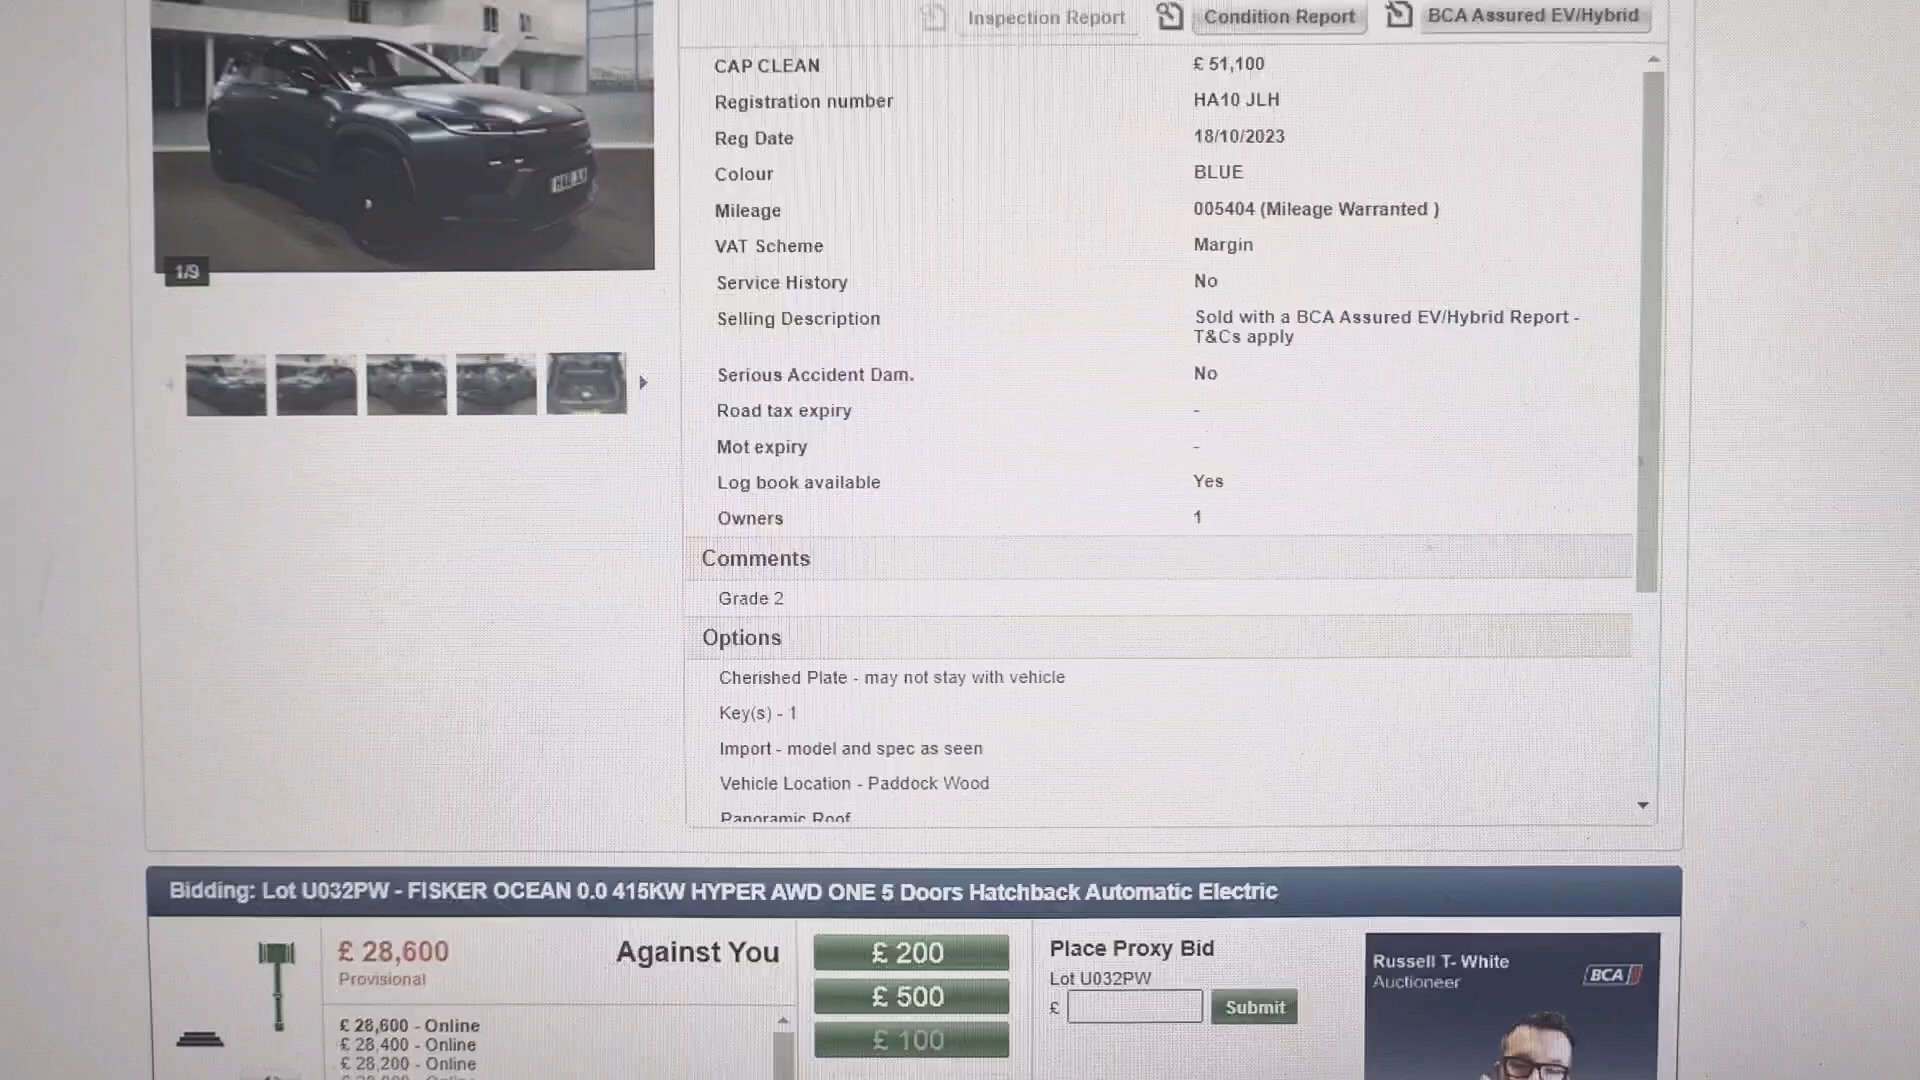 Inspection Report
Condition Report
BCA Assured EV/Hybrid
CAP CLEAN £ 51,100
Registration number HA10 JLH
Reg Date 18/10/2023
Colour BLUE
Mileage 005404 (Mileage Warranted )
VAT Scheme Margin
Service History No
Selling Description Sold with a BCA Assured EV/Hybrid Report -
T&Cs apply
Serious Accident Dam. No
Road tax expiry -
Mot expiry -
Log book available Yes
Owners 1
Comments
Grade 2
Options
Cherished Plate - may not stay with vehicle
Key(s) - 1
Import - model and spec as seen
Vehicle Location - Paddock Wood
Panoramic Roof
1/9
Bidding: Lot U032PW - FISKER OCEAN 0.0 415KW HYPER AWD ONE 5 Doors Hatchback Automatic Electric
£ 28,600
Provisional
Against You
£ 28,600 - Online
£ 28,400 - Online
£ 28,200 - Online
£ 200
£ 500
£ 100
Place Proxy Bid
Lot U032PW
£
Submit
Russell T- White
Auctioneer
BCA